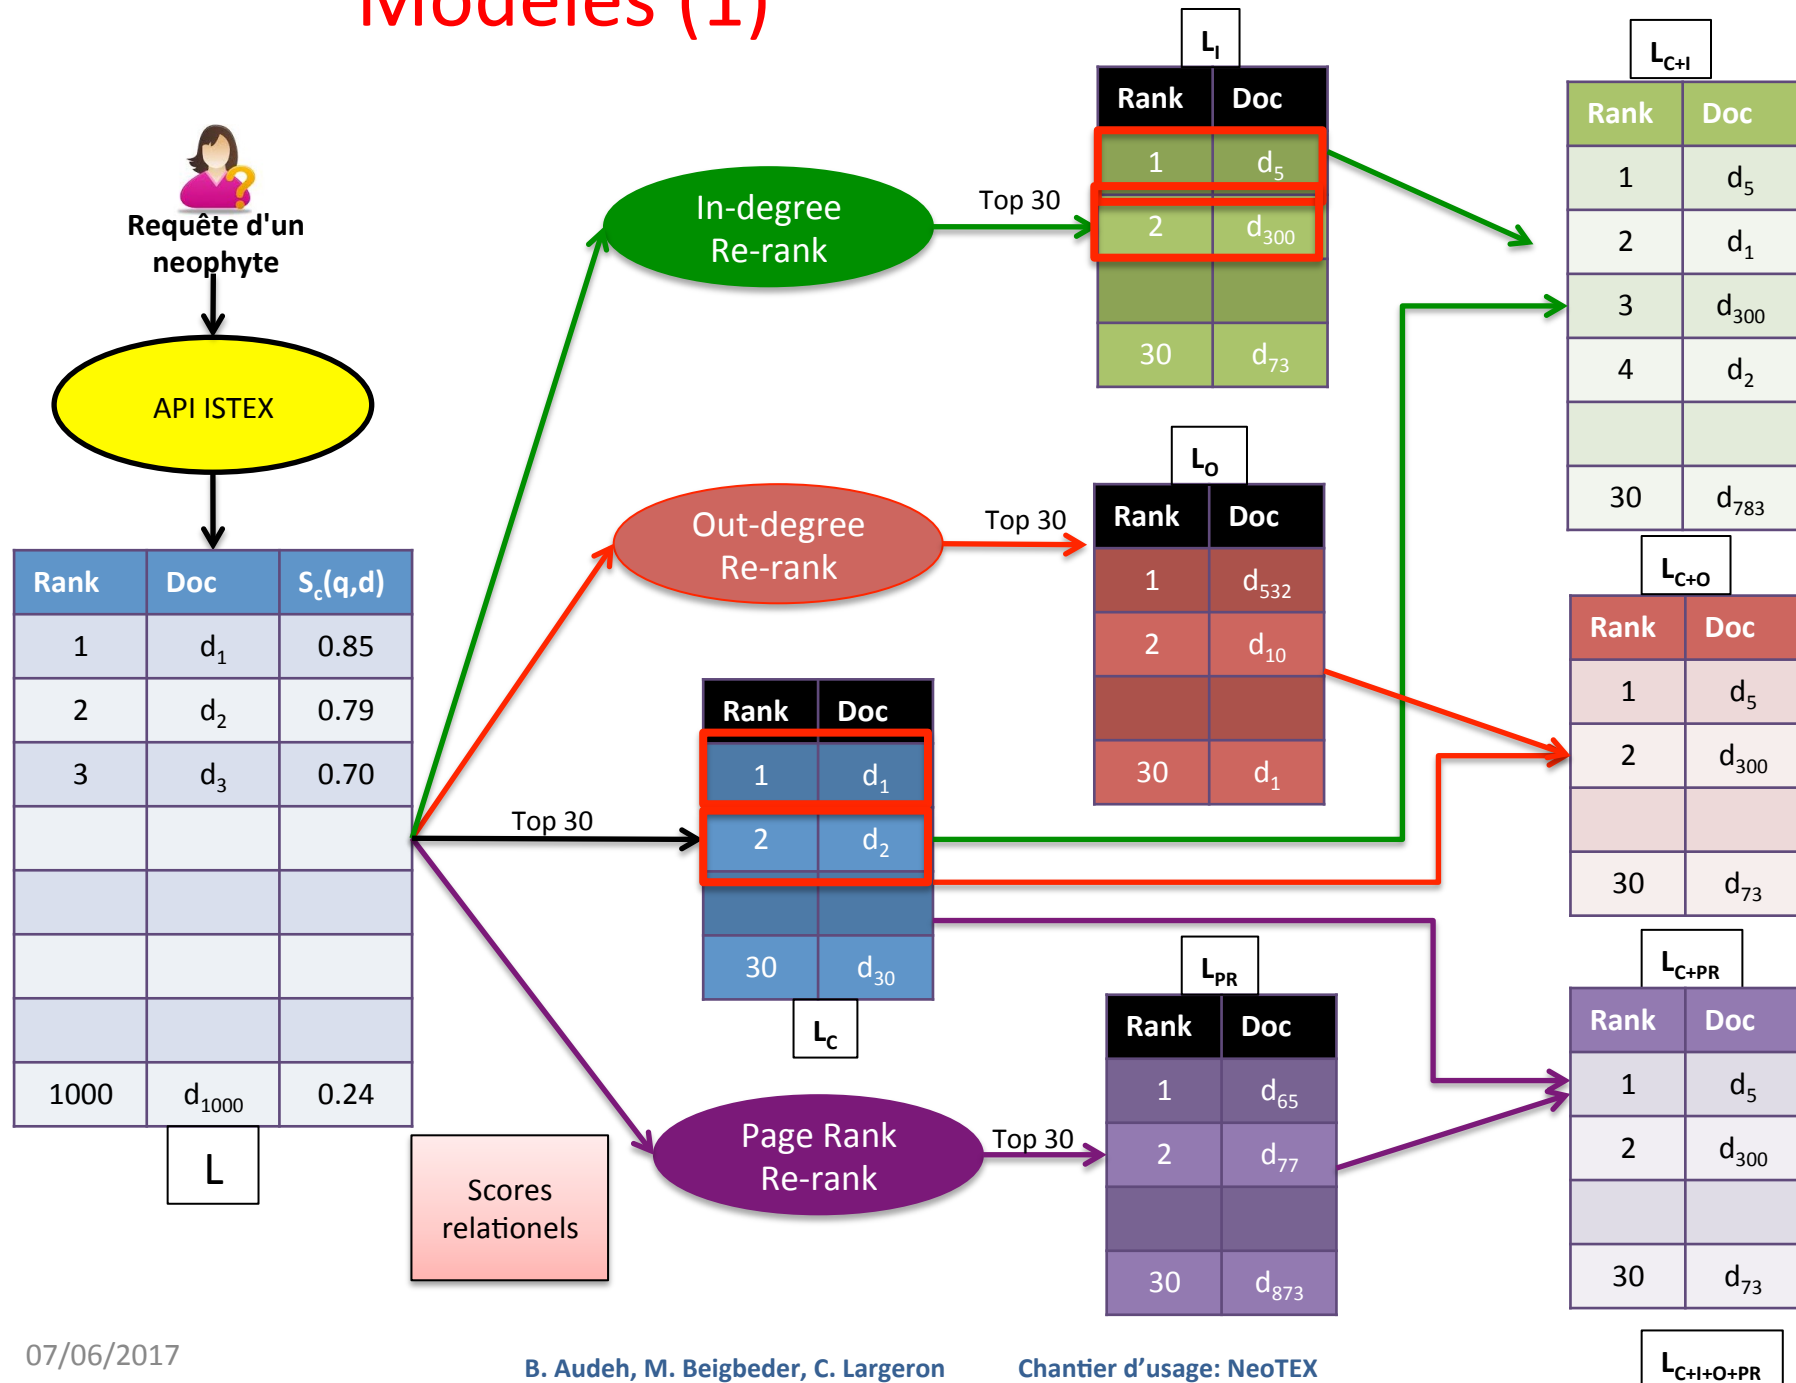 Modèles (1)
Requête d'un
neophyte
API ISTEX
Rank Doc Sc(q,d)
1 d1 0.85
2 d2 0.79
3 d3 0.70
1000 d1000 0.24
L
Scores
relationels
In-degree
Re-rank
Top 30
Out-degree
Re-rank
Top 30
Top 30
Page Rank
Re-rank
Top 30
LI
Rank Doc
1 d5
2 d300
30 d73
LO
Rank Doc
1 d532
2 d10
30 d1
Rank Doc
1 d1
2 d2
30 d30
LC
LPR
Rank Doc
1 d65
2 d77
30 d873
LC+I
Rank Doc
1 d5
2 d1
3 d300
4 d2
30 d783
LC+O
Rank Doc
1 d5
2 d300
30 d73
LC+PR
Rank Doc
1 d5
2 d300
30 d73
LC+I+O+PR
07/06/2017
B. Audeh, M. Beigbeder, C. Largeron Chantier d'usage: NeoTEX